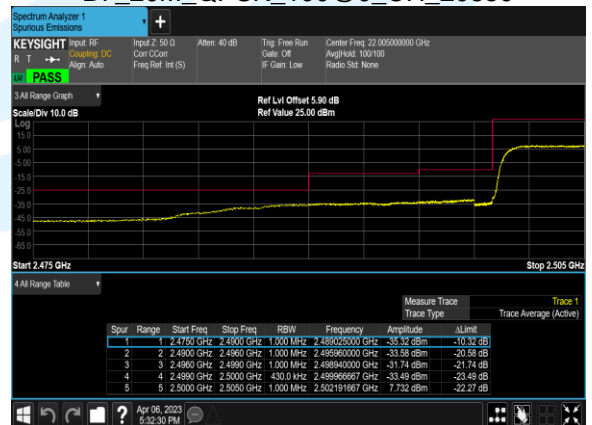 Spectrum Analyzer 1
Spurious Emissions
+
KEYSIGHT Input: RF Input Z: 50 Ω Atten: 40 dB Trig: Free Run Center Freq: 22.005000000 GHz
R T Coupling: DC Corr CCorr Gate: Off Avg|Hold: 100/100
Align: Auto Freq Ref: Int (S) IF Gain: Low Radio Std: None
PASS
3 All Range Graph
Ref Lvl Offset 5.90 dB
Scale/Div 10.0 dB Ref Value 25.00 dBm
Log
15.0
5.00
-5.00
-15.0
-25.0
-35.0
-45.0
-55.0
-65.0
Start 2.475 GHz Stop 2.505 GHz
4 All Range Table
Measure Trace Trace 1
Trace Type Trace Average (Active)
Spur Range Start Freq Stop Freq RBW Frequency Amplitude ΔLimit
1 1 2.4750 GHz 2.4900 GHz 1.000 MHz 2.489025000 GHz -35.32 dBm -10.32 dB
2 2 2.4900 GHz 2.4960 GHz 1.000 MHz 2.495960000 GHz -33.58 dBm -20.58 dB
3 3 2.4960 GHz 2.4990 GHz 1.000 MHz 2.498940000 GHz -31.74 dBm -21.74 dB
4 4 2.4990 GHz 2.5000 GHz 430.0 kHz 2.499966667 GHz -33.49 dBm -23.49 dB
5 5 2.5000 GHz 2.5050 GHz 1.000 MHz 2.502191667 GHz 7.732 dBm -22.27 dB
? Apr 06, 2023
5:32:30 PM